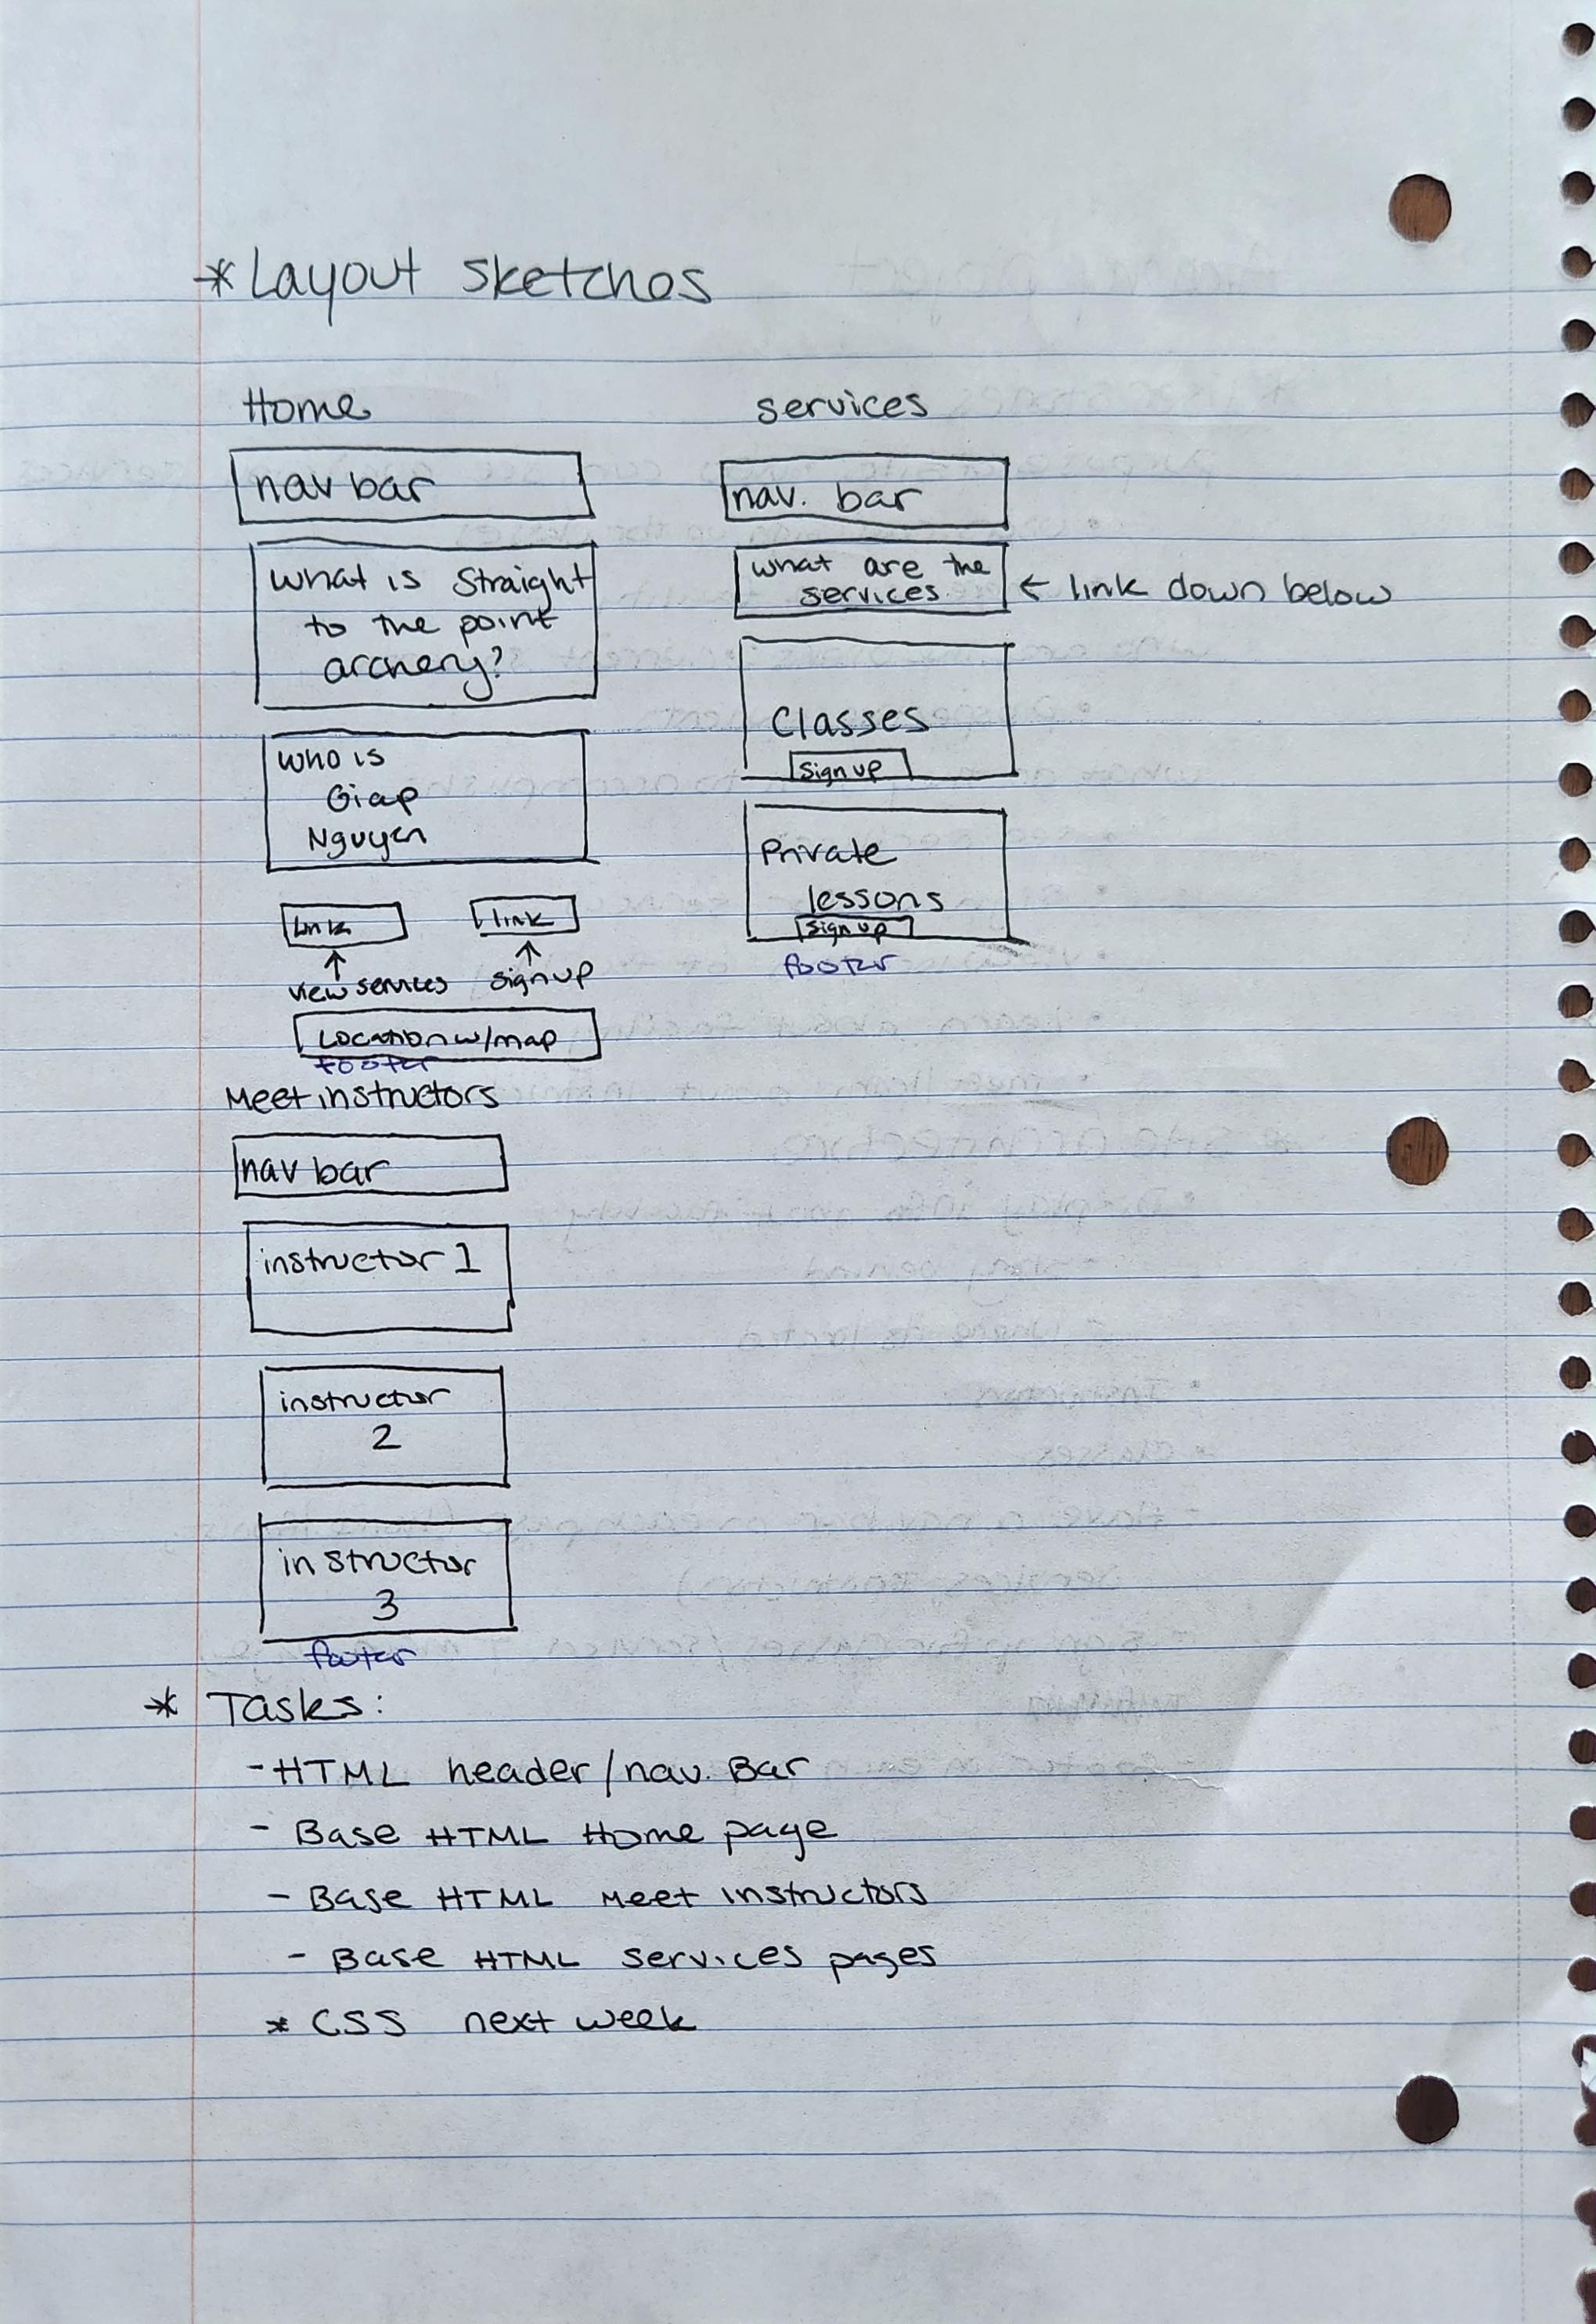 * Layout sketches
Home
nav bar
What is Straight
to the point
archery?
Who is
Giap
Nguyen
link
link
↑
↑
view services
sign up
Location w/map
footer
services
nav. bar
what are the
services
← link down below
Classes
sign up
Private
lessons
sign up
footer
Meet instructors
nav bar
instructor 1
instructor
2
instructor
3
footer
* Tasks:
- HTML header/nav. Bar
- Base HTML Home page
- Base HTML Meet instructors
- Base HTML services pages
* CSS next week